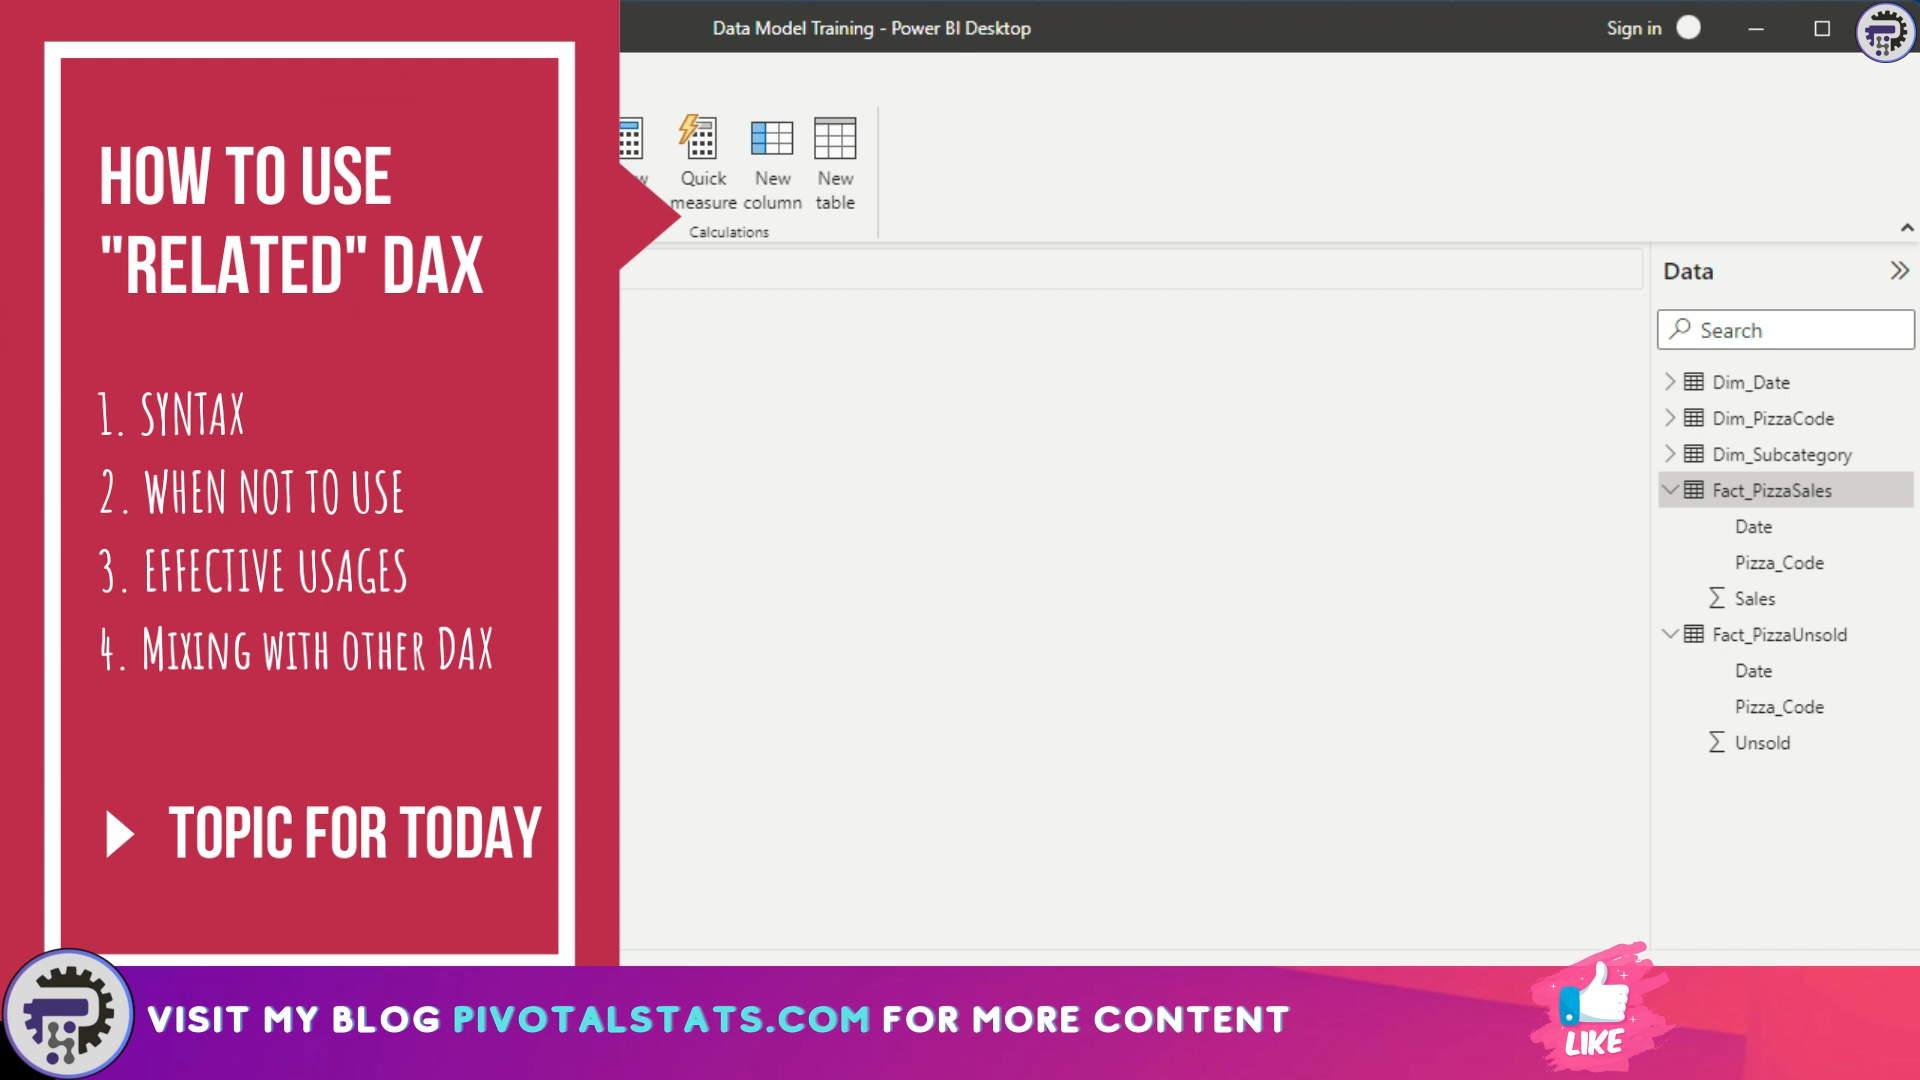 HOW TO USE
"RELATED" DAX
1. SYNTAX
2. WHEN NOT TO USE
3. EFFECTIVE USAGES
4. MIXING WITH OTHER DAX
TOPIC FOR TODAY
Data Model Training - Power BI Desktop
Sign in
Quick measure
New column
New table
Calculations
Data
Search
Dim_Date
Dim_PizzaCode
Dim_Subcategory
Fact_PizzaSales
Date
Pizza_Code
Sales
Fact_PizzaUnsold
Date
Pizza_Code
Unsold
VISIT MY BLOG PIVOTALSTATS.COM FOR MORE CONTENT
LIKE